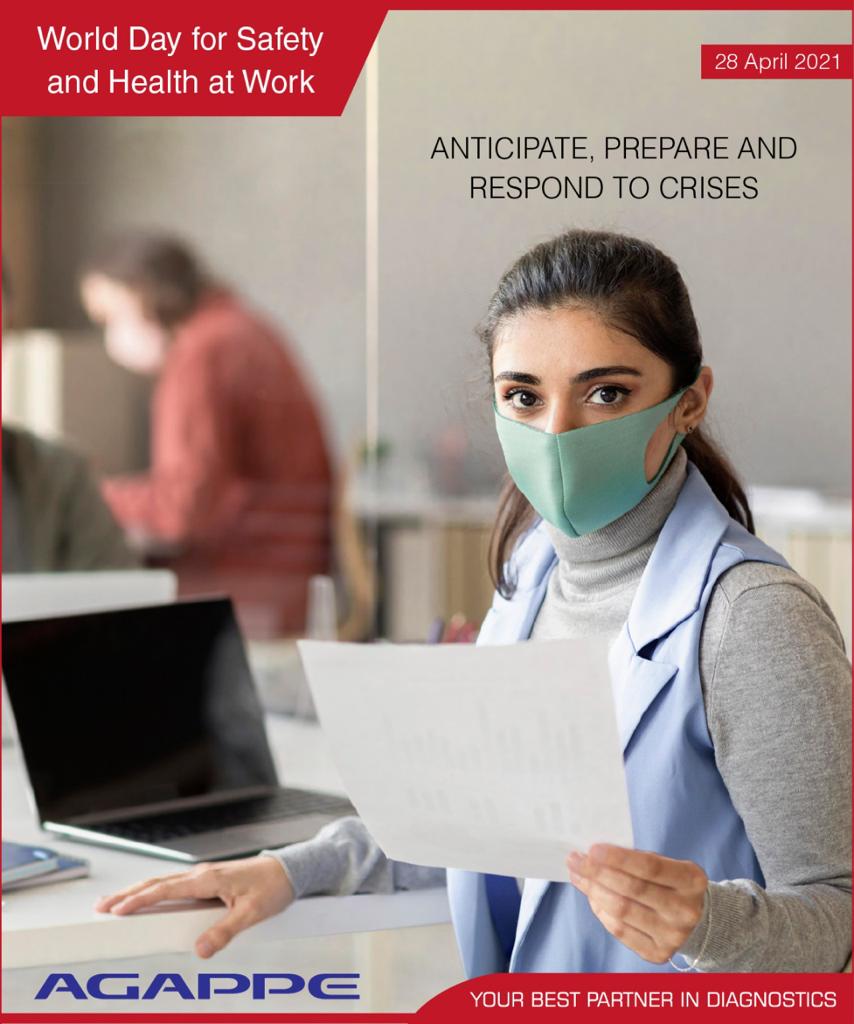 World Day for Safety
and Health at Work
28 April 2021
ANTICIPATE, PREPARE AND
RESPOND TO CRISES
AGAPPE
YOUR BEST PARTNER IN DIAGNOSTICS